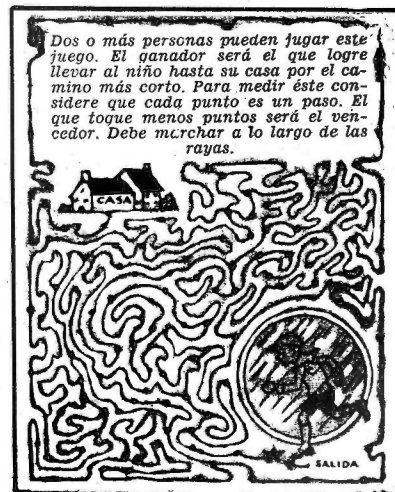 Dos o más personas pueden jugar este
juego. El ganador será el que logre
llevar al niño hasta su casa por el ca-
mino más corto. Para medir éste con-
sidere que cada punto es un paso. El
que toque menos puntos será el ven-
cedor. Debe marchar a lo largo de las
rayas.
CASA
SALIDA